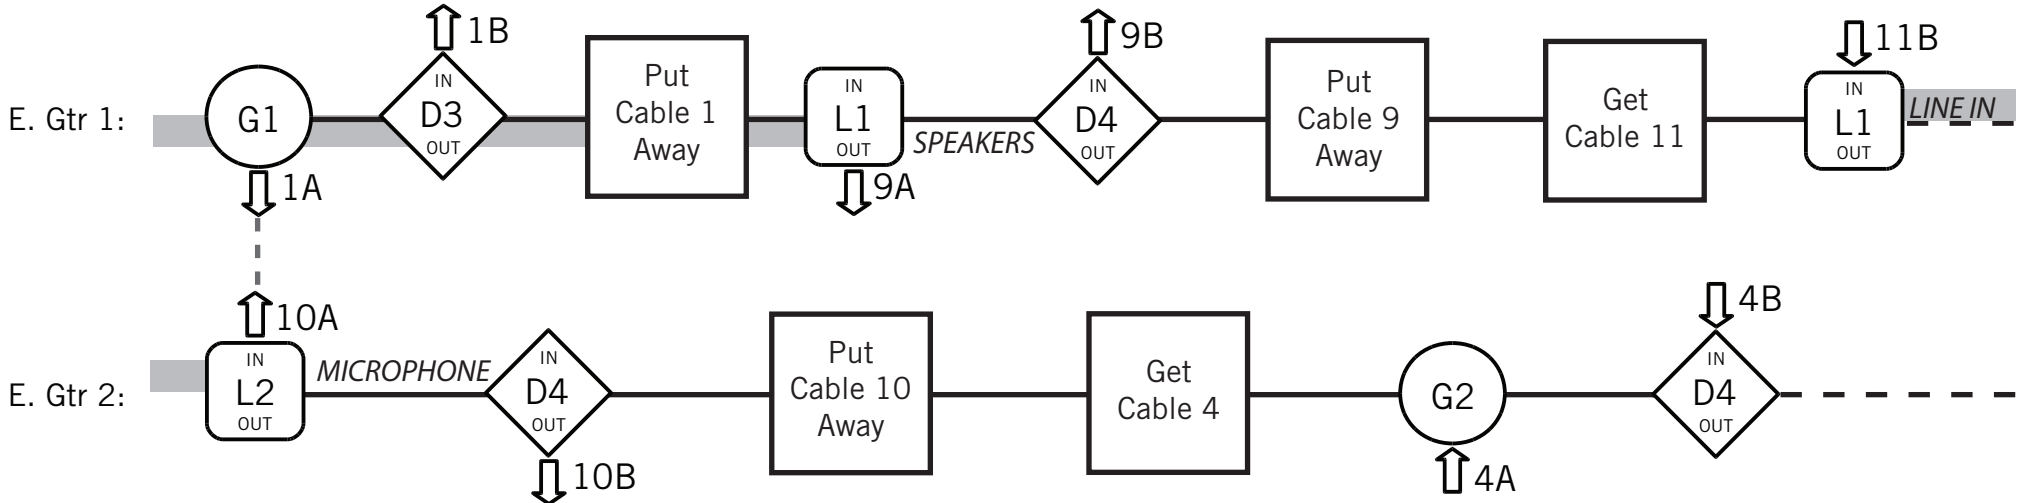 E. Gtr 1:
G1
1A
1B
IN
D3
OUT
Put
Cable 1
Away
IN
L1
OUT
9A
SPEAKERS
9B
IN
D4
OUT
Put
Cable 9
Away
Get
Cable 11
11B
IN
L1
OUT
LINE IN
E. Gtr 2:
10A
IN
L2
OUT
MICROPHONE
IN
D4
OUT
10B
Put
Cable 10
Away
Get
Cable 4
G2
4A
4B
IN
D4
OUT